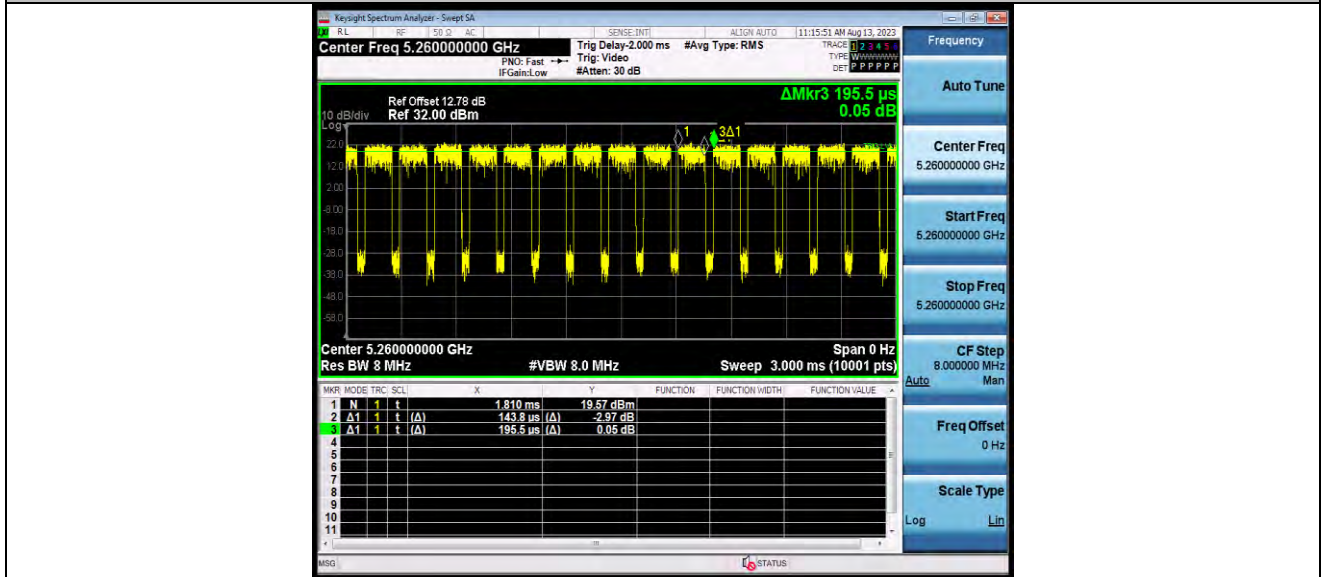 Keysight Spectrum Analyzer - Swept SA
RL RF 50 Ω AC SENSE:INT ALIGN AUTO 11:15:51 AM Aug 13, 2023
Center Freq 5.260000000 GHz
PNO: Fast
IFGain:Low
Trig Delay-2.000 ms
Trig: Video
#Atten: 30 dB
#Avg Type: RMS
TRACE 1 2 3 4 5 6
TYPE W
DET P P P P P P
Frequency
ΔMkr3 195.5 µs
0.05 dB
Ref Offset 12.78 dB
Ref 32.00 dBm
10 dB/div
Log
22.0
12.0
2.00
-8.00
-18.0
-28.0
-38.0
-48.0
-58.0
1
3Δ1
Center 5.260000000 GHz
Span 0 Hz
Res BW 8 MHz
#VBW 8.0 MHz
Sweep 3.000 ms (10001 pts)
MKR MODE TRC SCL X Y FUNCTION FUNCTION WIDTH FUNCTION VALUE
1 N 1 t 1.810 ms 19.57 dBm
2 Δ1 1 t (Δ) 143.8 µs (Δ) -2.97 dB
3 Δ1 1 t (Δ) 195.5 µs (Δ) 0.05 dB
4
5
6
7
8
9
10
11
MSG
STATUS
Auto Tune
Center Freq
5.260000000 GHz
Start Freq
5.260000000 GHz
Stop Freq
5.260000000 GHz
CF Step
8.000000 MHz
Auto Man
Freq Offset
0 Hz
Scale Type
Log Lin